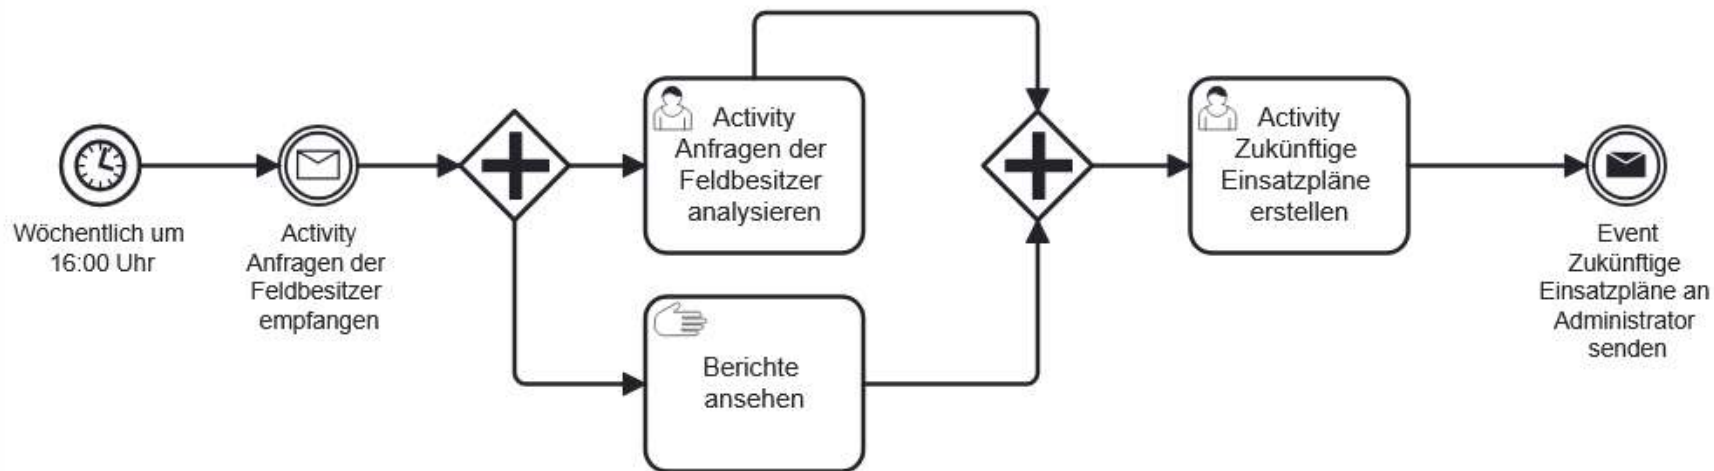 Wöchentlich um
16:00 Uhr
Activity
Anfragen der
Feldbesitzer
empfangen
Activity
Anfragen der
Feldbesitzer
analysieren
Berichte
ansehen
Activity
Zukünftige
Einsatzpläne
erstellen
Event
Zukünftige
Einsatzpläne an
Administrator
senden